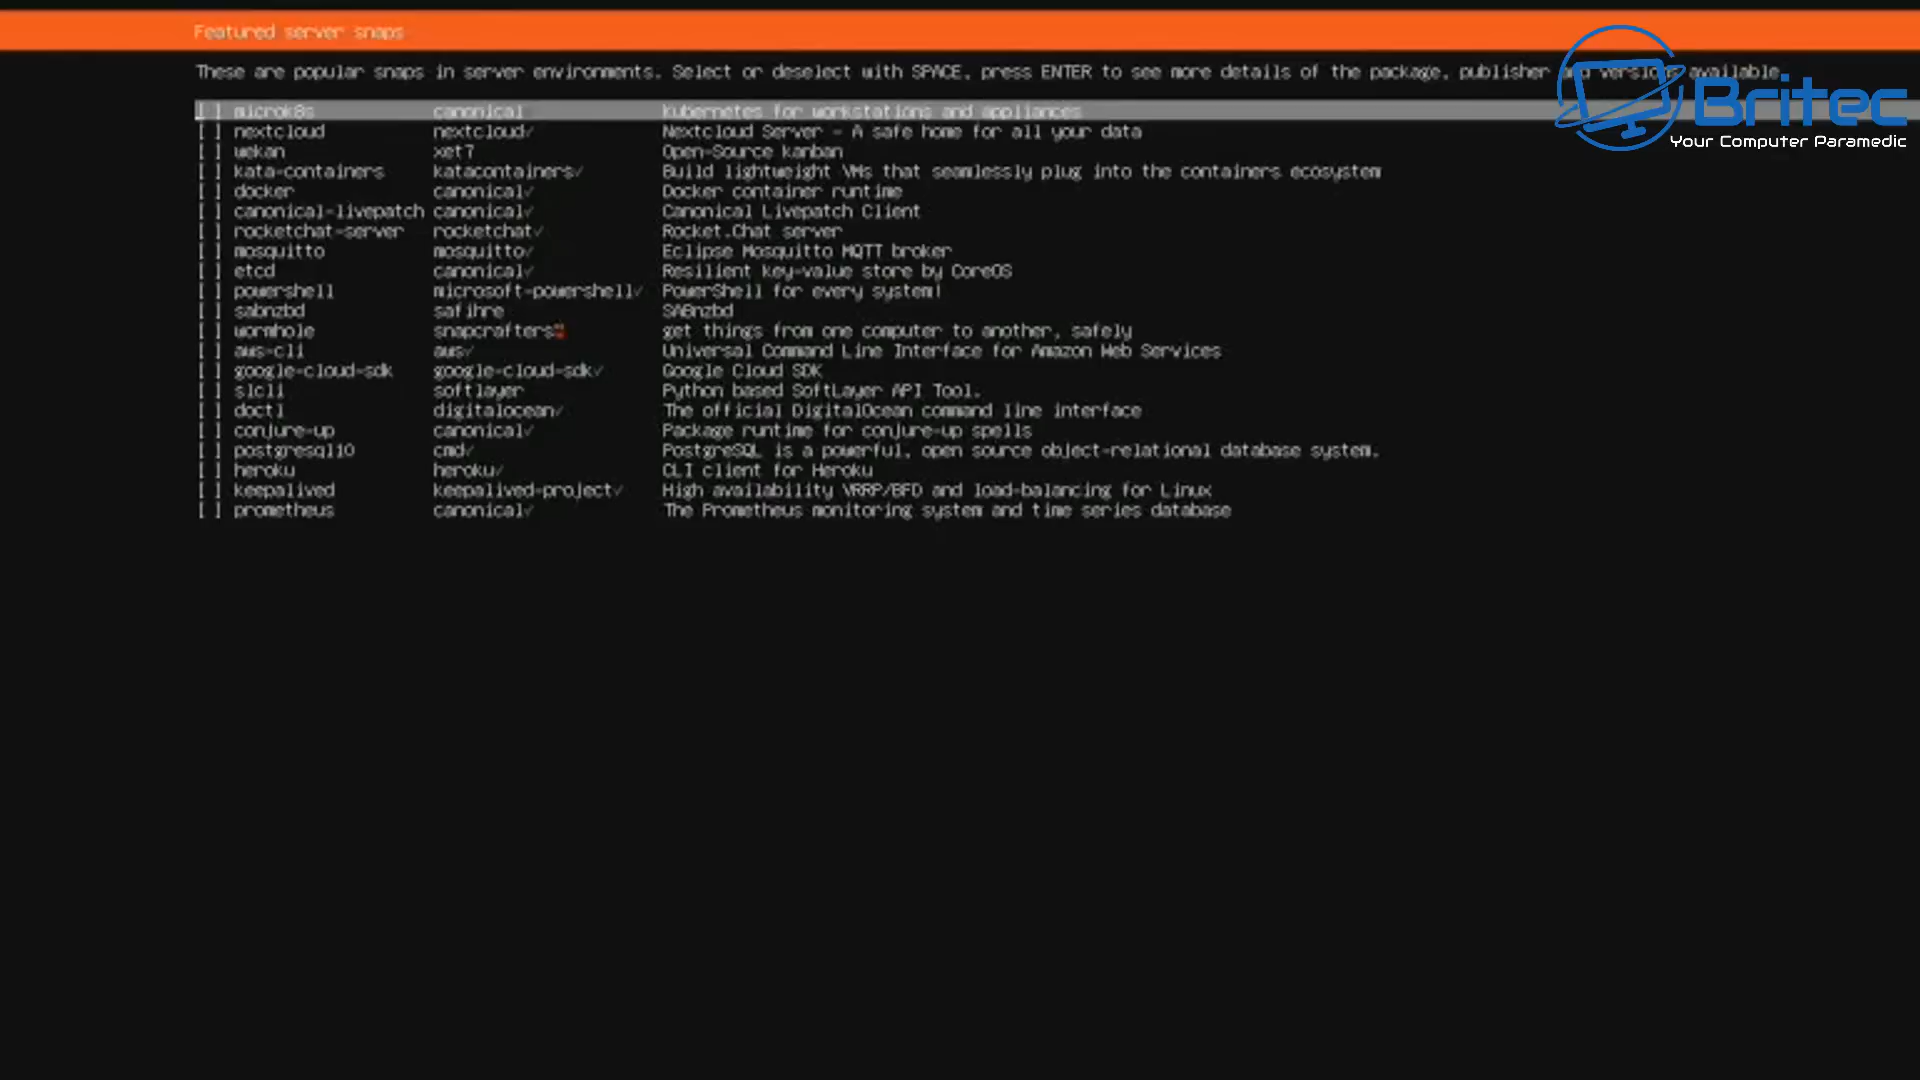 Featured server snaps
These are popular snaps in server environments. Select or deselect with SPACE, press ENTER to see more details of the package, publisher and versions available.
Britec
Your Computer Paramedic
[ ] microk8s canonical Kubernetes for workstations and appliances
[ ] nextcloud nextcloud✓ Nextcloud Server - A safe home for all your data
[ ] wekan xet7 Open-Source kanban
[ ] kata-containers katacontainers✓ Build lightweight VMs that seamlessly plug into the containers ecosystem
[ ] docker canonical✓ Docker container runtime
[ ] canonical-livepatch canonical✓ Canonical Livepatch Client
[ ] rocketchat-server rocketchat✓ Rocket.Chat server
[ ] mosquitto mosquitto✓ Eclipse Mosquitto MQTT broker
[ ] etcd canonical✓ Resilient key-value store by CoreOS
[ ] powershell microsoft-powershell✓ PowerShell for every system!
[ ] sabnzbd safihre SABnzbd
[ ] wormhole snapcrafters get things from one computer to another, safely
[ ] aws-cli aws✓ Universal Command Line Interface for Amazon Web Services
[ ] google-cloud-sdk google-cloud-sdk✓ Google Cloud SDK
[ ] slcli softlayer Python based SoftLayer API Tool.
[ ] doctl digitalocean✓ The official DigitalOcean command line interface
[ ] conjure-up canonical✓ Package runtime for conjure-up spells
[ ] postgresql10 cmd✓ PostgreSQL is a powerful, open source object-relational database system.
[ ] heroku heroku✓ CLI client for Heroku
[ ] keepalived keepalived-project✓ High availability VRRP/BFD and load-balancing for Linux
[ ] prometheus canonical✓ The Prometheus monitoring system and time series database